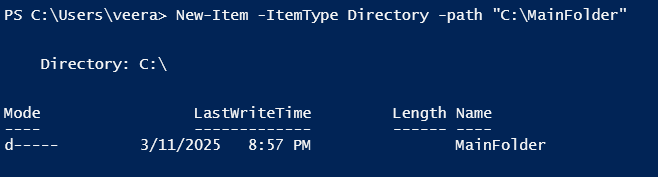 PS C:\Users\veera> New-Item -ItemType Directory -path "C:\MainFolder"
Directory: C:\
Mode LastWriteTime Length Name
---- ------------- ------ ----
d----- 3/11/2025 8:57 PM MainFolder